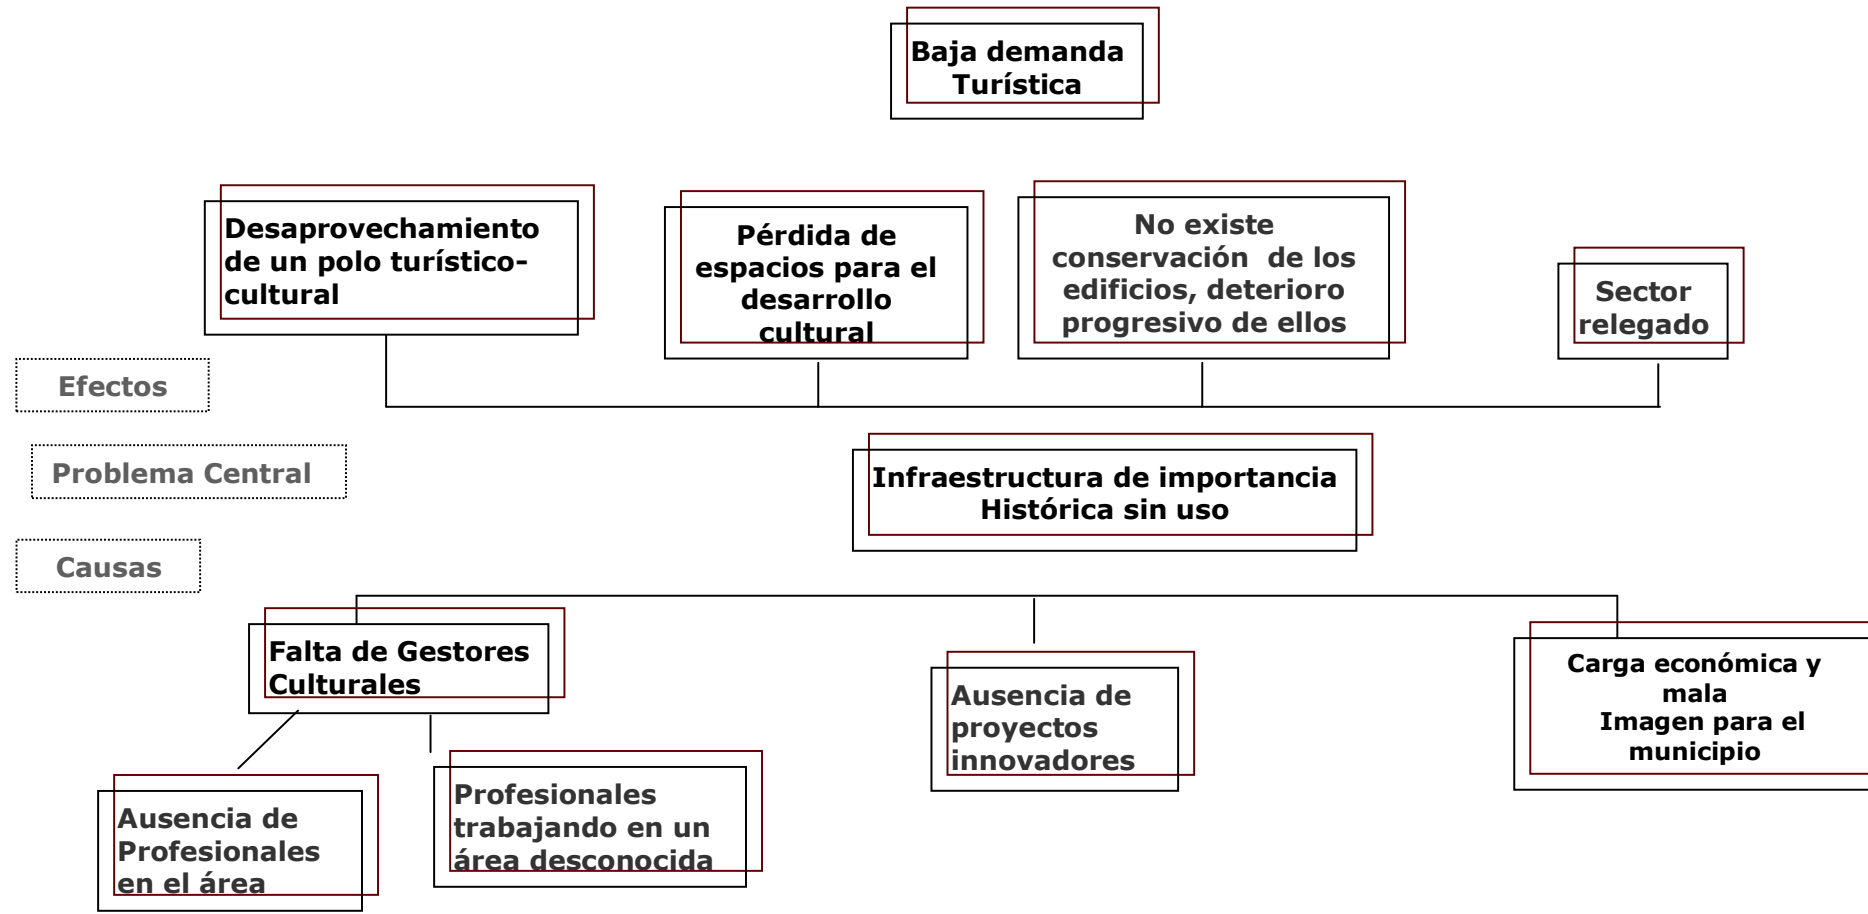 Baja demanda
Turística
Desaprovechamiento
de un polo turístico-
cultural
Pérdida de
espacios para el
desarrollo
cultural
No existe
conservación  de los
edificios, deterioro
progresivo de ellos
Sector
relegado
Efectos
Problema Central
Infraestructura de importancia
Histórica sin uso
Causas
Falta de Gestores
Culturales
Ausencia de
proyectos
innovadores
Carga económica y
mala
Imagen para el
municipio
Ausencia de
Profesionales
en el área
Profesionales
trabajando en un
área desconocida